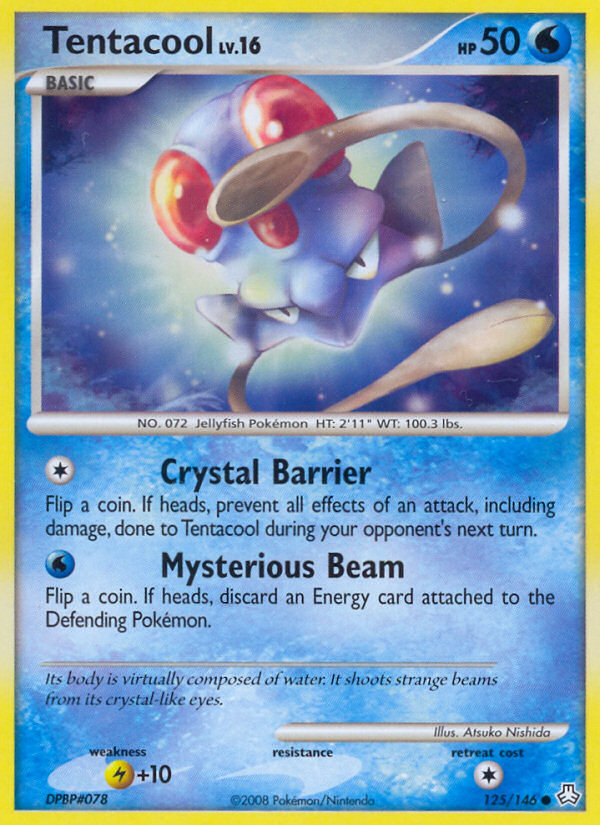 Tentacool LV.16 HP 50
BASIC
NO. 072 Jellyfish Pokémon HT: 2'11" WT: 100.3 lbs.
Crystal Barrier
Flip a coin. If heads, prevent all effects of an attack, including
damage, done to Tentacool during your opponent's next turn.
Mysterious Beam
Flip a coin. If heads, discard an Energy card attached to the
Defending Pokémon.
Its body is virtually composed of water. It shoots strange beams
from its crystal-like eyes.
Illus. Atsuko Nishida
weakness resistance retreat cost
+10
DPBP#078 ©2008 Pokémon/Nintendo 125/146